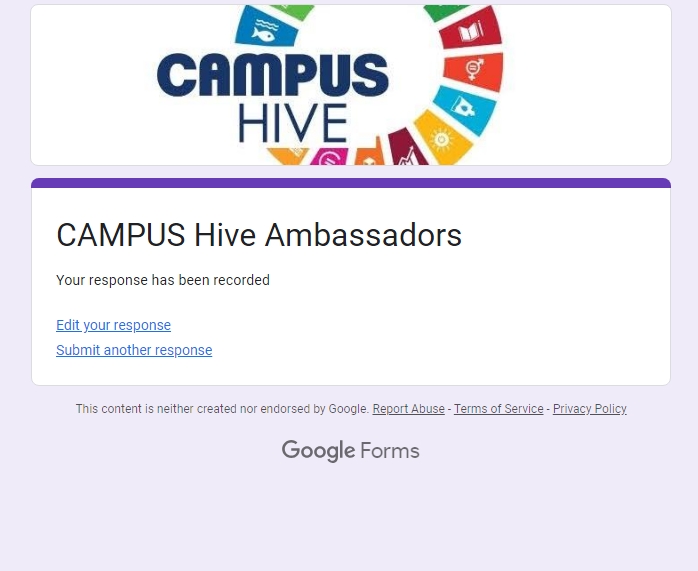 CAMPUS
HIVE
CAMPUS Hive Ambassadors
Your response has been recorded
Edit your response
Submit another response
This content is neither created nor endorsed by Google. Report Abuse - Terms of Service - Privacy Policy
Google Forms